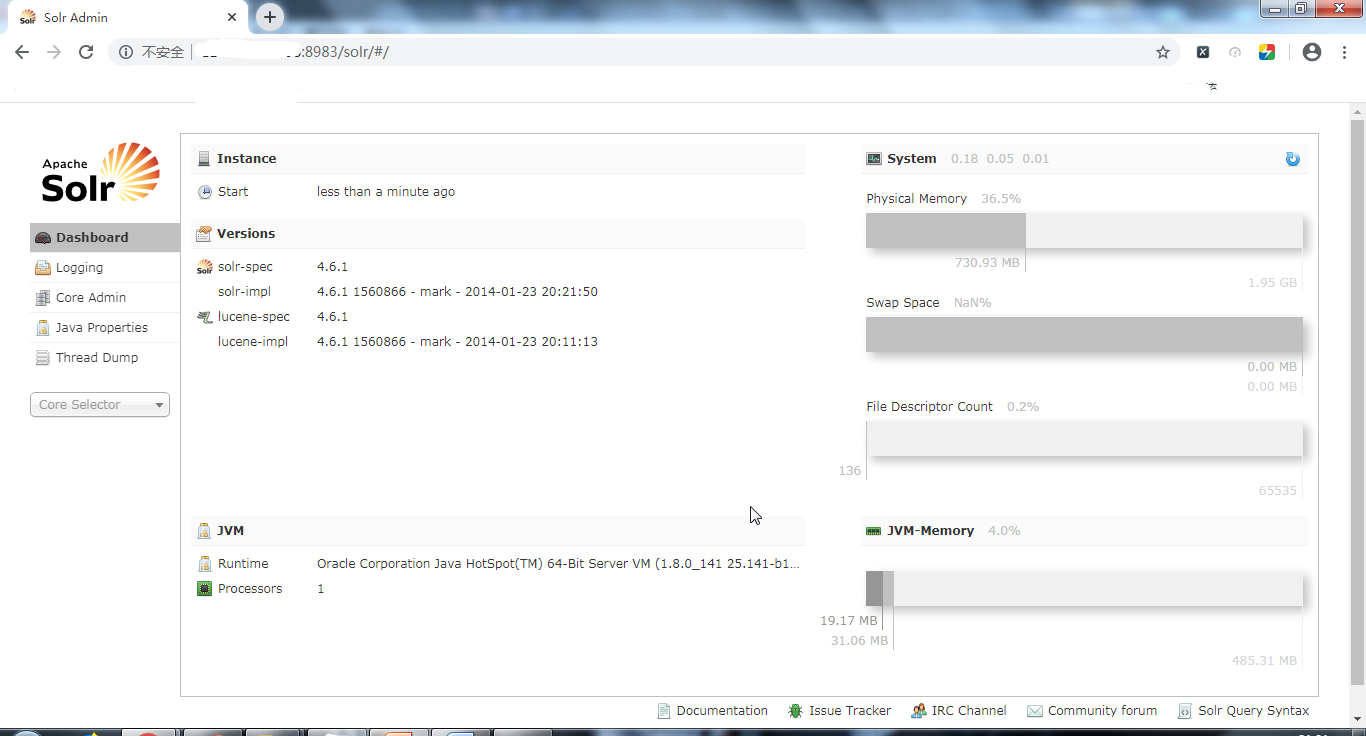 Solr Admin
不安全
:8983/solr/#/
Apache
Solr
Dashboard
Logging
Core Admin
Java Properties
Thread Dump
Core Selector
Instance
Start less than a minute ago
Versions
solr-spec 4.6.1
solr-impl 4.6.1 1560866 - mark - 2014-01-23 20:21:50
lucene-spec 4.6.1
lucene-impl 4.6.1 1560866 - mark - 2014-01-23 20:11:13
JVM
Runtime Oracle Corporation Java HotSpot(TM) 64-Bit Server VM (1.8.0_141 25.141-b1...
Processors 1
System 0.18 0.05 0.01
Physical Memory 36.5%
730.93 MB
1.95 GB
Swap Space NaN%
0.00 MB
0.00 MB
File Descriptor Count 0.2%
136
65535
JVM-Memory 4.0%
19.17 MB
31.06 MB
485.31 MB
Documentation Issue Tracker IRC Channel Community forum Solr Query Syntax